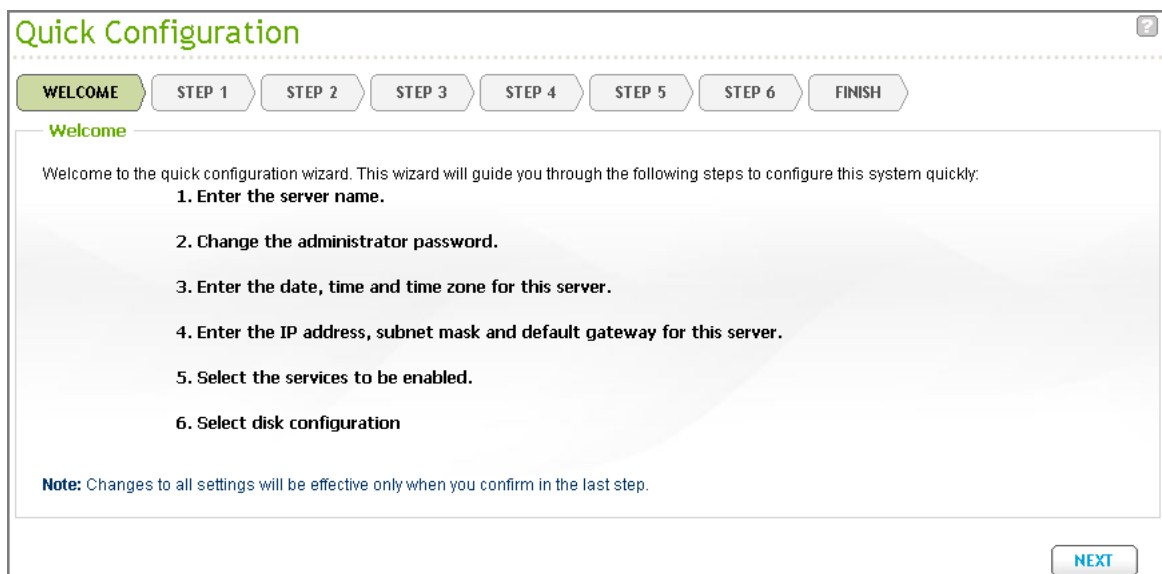 Quick Configuration
?
WELCOME STEP 1 STEP 2 STEP 3 STEP 4 STEP 5 STEP 6 FINISH
Welcome
Welcome to the quick configuration wizard. This wizard will guide you through the following steps to configure this system quickly:
1. Enter the server name.
2. Change the administrator password.
3. Enter the date, time and time zone for this server.
4. Enter the IP address, subnet mask and default gateway for this server.
5. Select the services to be enabled.
6. Select disk configuration
Note: Changes to all settings will be effective only when you confirm in the last step.
NEXT